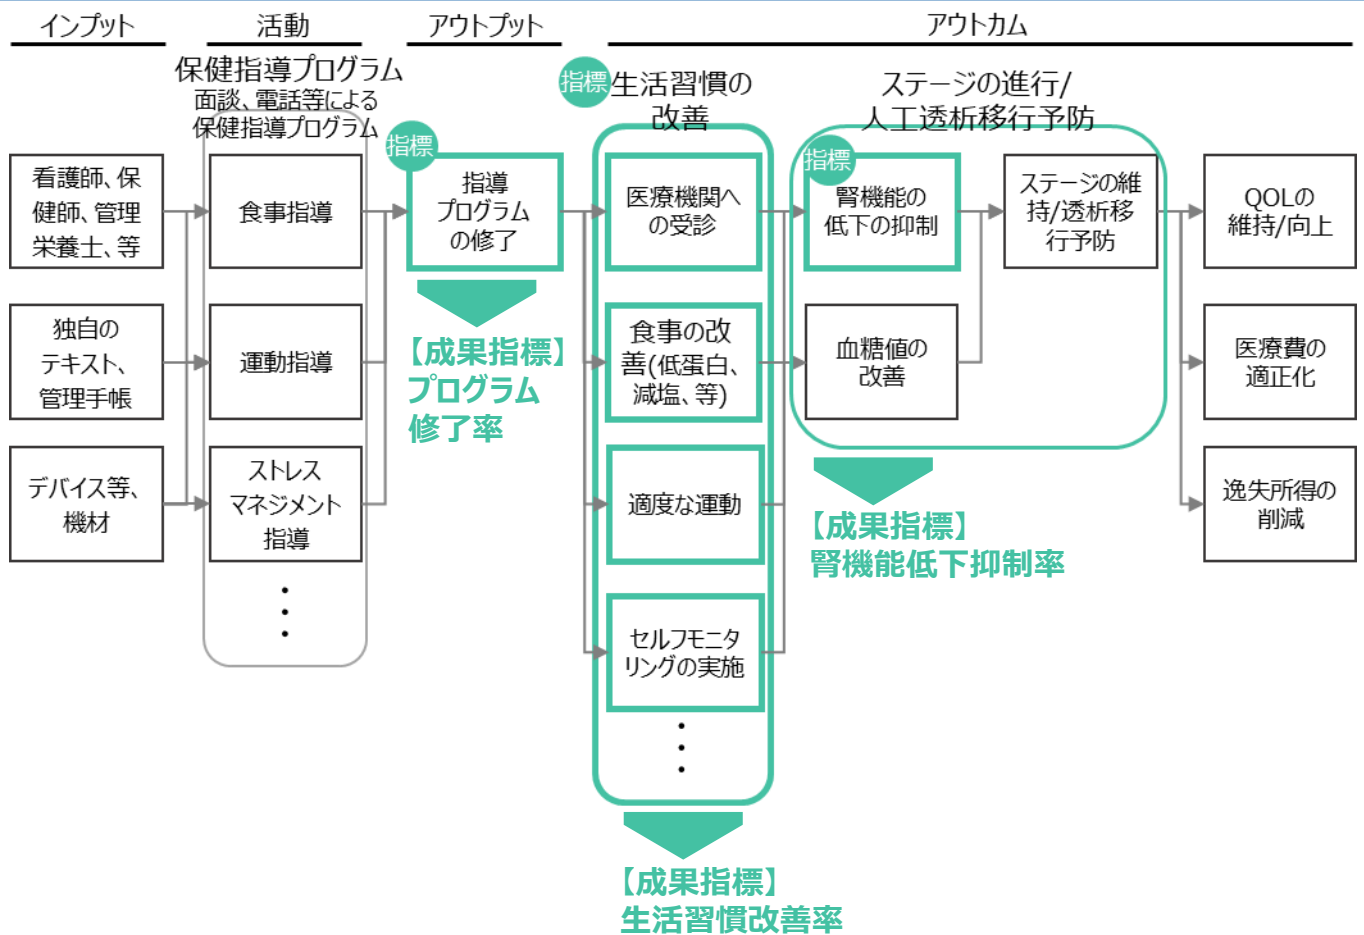 インプット
活動
アウトプット
アウトカム
保健指導プログラム
面談、電話等による
保健指導プログラム
指標
生活習慣の
改善
ステージの進行/
人工透析移行予防
看護師、保
健師、管理
栄養士、等
食事指導
指標
指導
プログラム
の修了
医療機関へ
の受診
指標
腎機能の
低下の抑制
ステージの維
持/透析移
行予防
QOLの
維持/向上
独自の
テキスト、
管理手帳
運動指導
【成果指標】
プログラム
修了率
食事の改
善(低蛋白、
減塩、等)
血糖値の
改善
医療費の
適正化
デバイス等、
機材
ストレス
マネジメント
指導
適度な運動
【成果指標】
腎機能低下抑制率
逸失所得の
削減
セルフモニタ
リングの実施
【成果指標】
生活習慣改善率